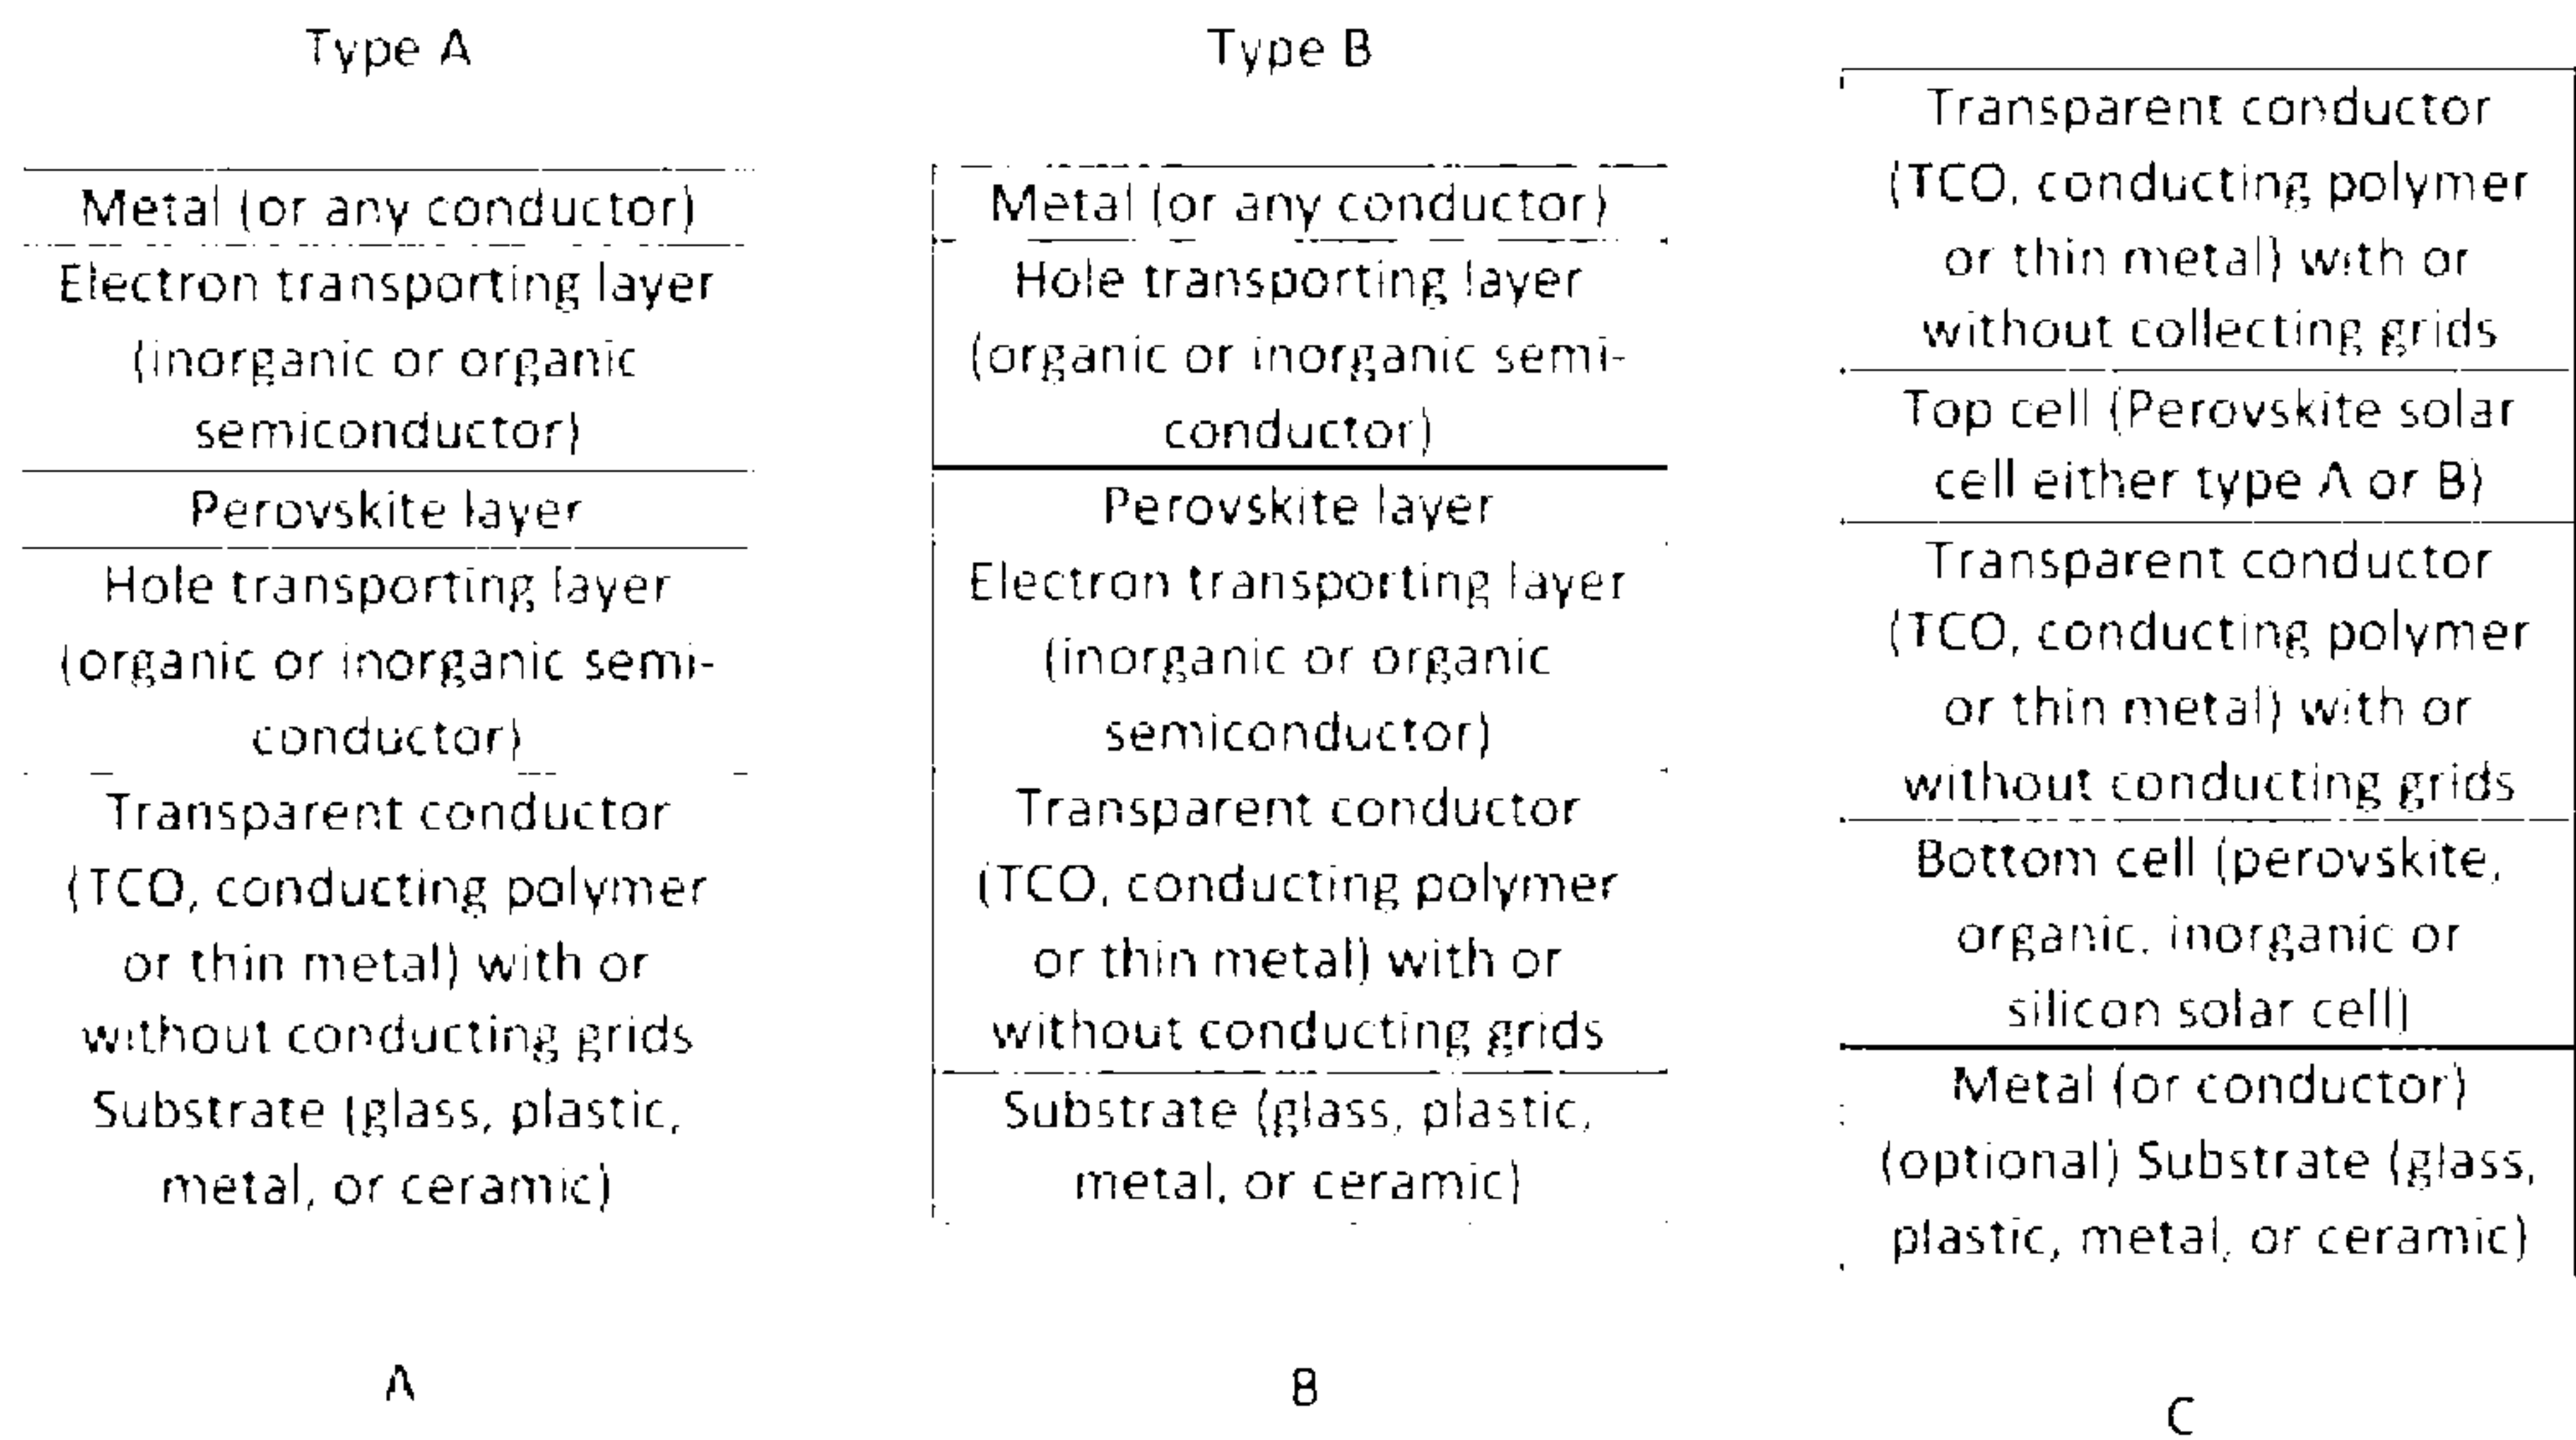 Type A
Metal (or any conductor)
Electron transporting layer
(inorganic or organic
semiconductor)
Perovskite layer
Hole transporting layer
(organic or inorganic semi-
conductor)
Transparent conductor
(TCO, conducting polymer
or thin metal) with or
without conducting grids
Substrate (glass, plastic,
metal, or ceramic)
A
Type B
Metal (or any conductor)
Hole transporting layer
(organic or inorganic semi-
conductor)
Perovskite layer
Electron transporting layer
(inorganic or organic
semiconductor)
Transparent conductor
(TCO, conducting polymer
or thin metal) with or
without conducting grids
Substrate (glass, plastic,
metal, or ceramic)
B
Transparent conductor
(TCO, conducting polymer
or thin metal) with or
without collecting grids
Top cell (Perovskite solar
cell either type A or B)
Transparent conductor
(TCO, conducting polymer
or thin metal) with or
without conducting grids
Bottom cell (perovskite,
organic, inorganic or
silicon solar cell)
Metal (or conductor)
(optional) Substrate (glass,
plastic, metal, or ceramic)
C